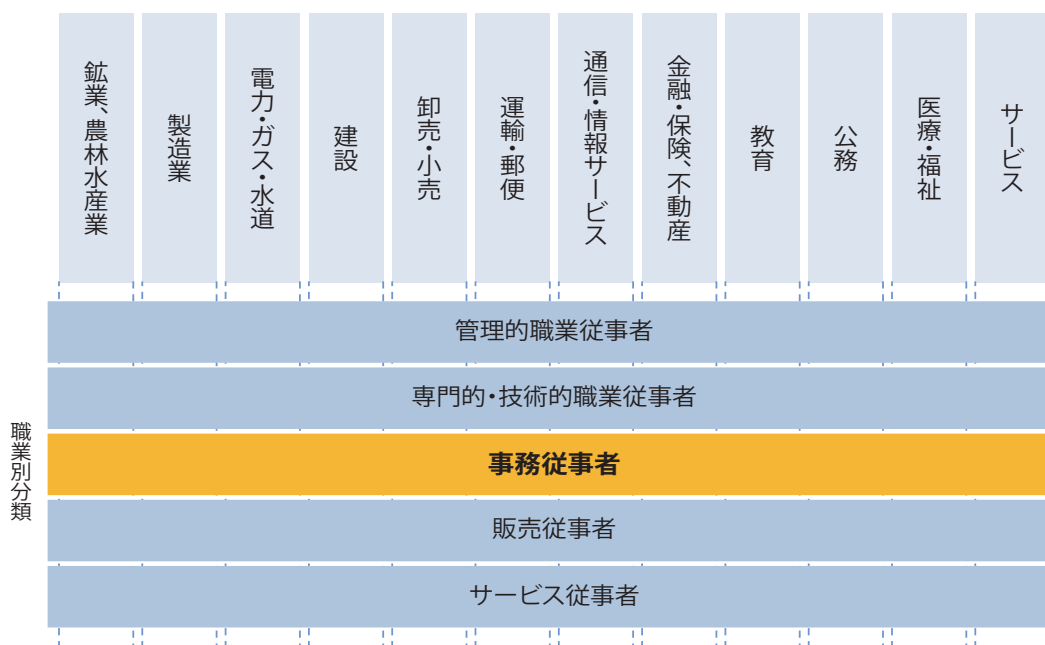 鉱業、農林水産業
製造業
電力・ガス・水道
建設
卸売・小売
運輸・郵便
通信・情報サービス
金融・保険、不動産
教育
公務
医療・福祉
サービス
職業別分類
管理的職業従事者
専門的・技術的職業従事者
事務従事者
販売従事者
サービス従事者